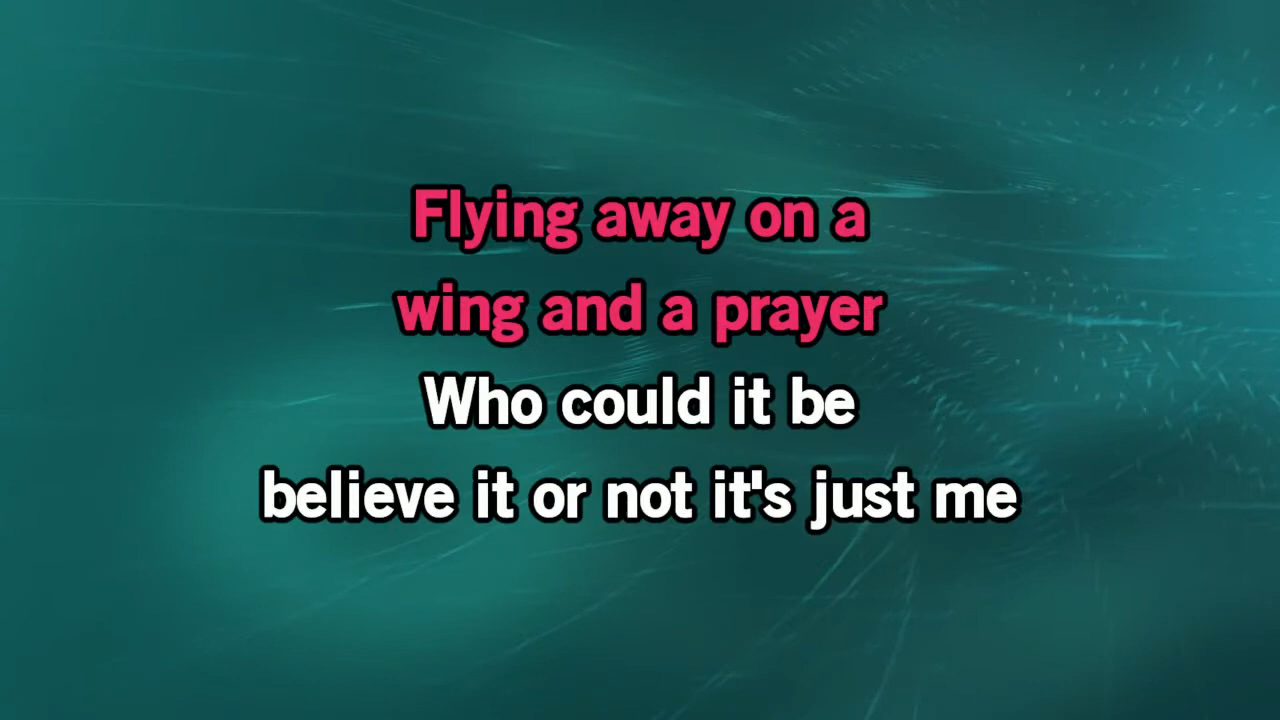 Flying away on a
wing and a prayer
Who could it be
believe it or not it's just me